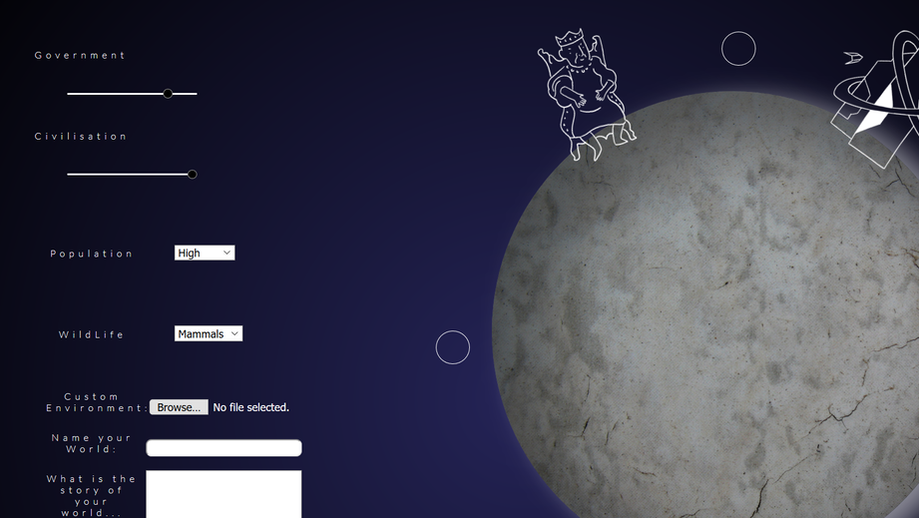 Government
Civilisation
Population
High
WildLife
Mammals
Custom
Environment:
Browse... No file selected.
Name your
World:
What is the
story of
your
world...